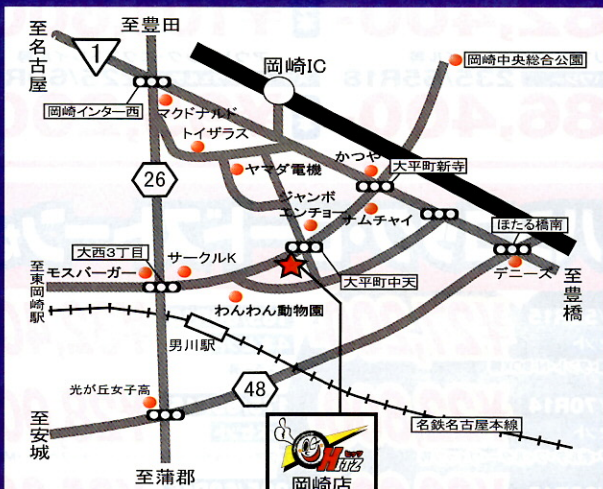 至豊田
至名古屋
1
岡崎IC
岡崎中央総合公園
岡崎インター西
マクドナルド
トイザラス
ヤマダ電機
かつや
大平町新寺
26
ジャンボ
エンチョー
ナムチャイ
ほたる橋南
大西3丁目
サークルK
モスバーガー
大平町中天
デニーズ
至東岡崎駅
わんわん動物園
至豊橋
男川駅
光が丘女子高
48
名鉄名古屋本線
至安城
至蒲郡
ヒッツ
HITZ
岡崎店